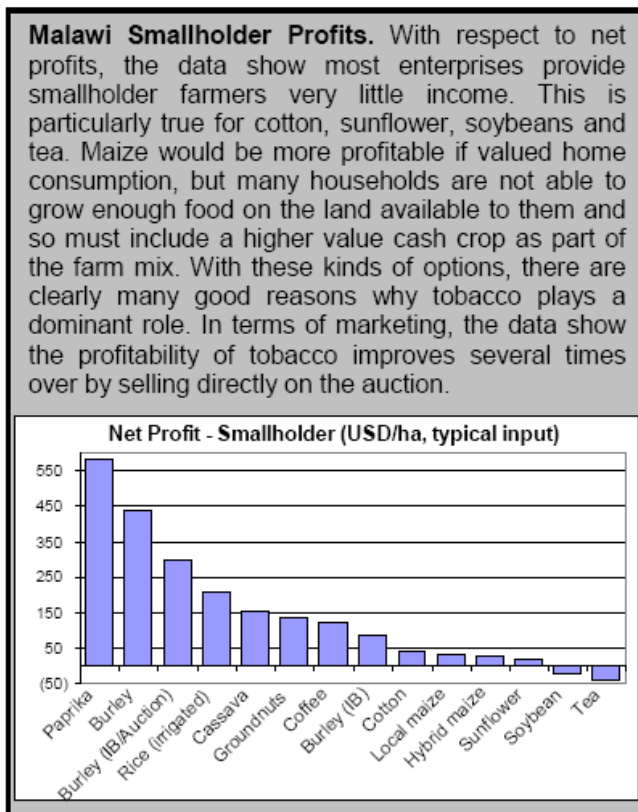 Malawi Smallholder Profits. With respect to net
profits, the data show most enterprises provide
smallholder farmers very little income. This is
particularly true for cotton, sunflower, soybeans and
tea. Maize would be more profitable if valued home
consumption, but many households are not able to
grow enough food on the land available to them and
so must include a higher value cash crop as part of
the farm mix. With these kinds of options, there are
clearly many good reasons why tobacco plays a
dominant role. In terms of marketing, the data show
the profitability of tobacco improves several times
over by selling directly on the auction.
Net Profit - Smallholder (USD/ha, typical input)
550
450
350
250
150
50
(50)
Paprika
Burley
Burley (IB/Auction)
Rice (irrigated)
Cassava
Groundnuts
Coffee
Burley (IB)
Cotton
Local maize
Hybrid maize
Sunflower
Soybean
Tea